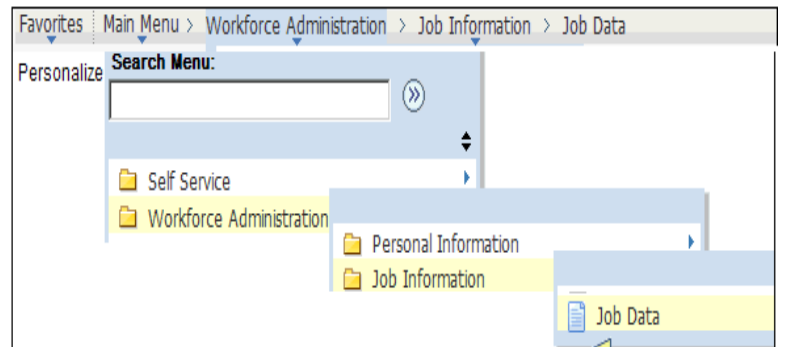 Favorites Main Menu > Workforce Administration > Job Information > Job Data
Personalize Search Menu:
Self Service
Workforce Administration
Personal Information
Job Information
Job Data